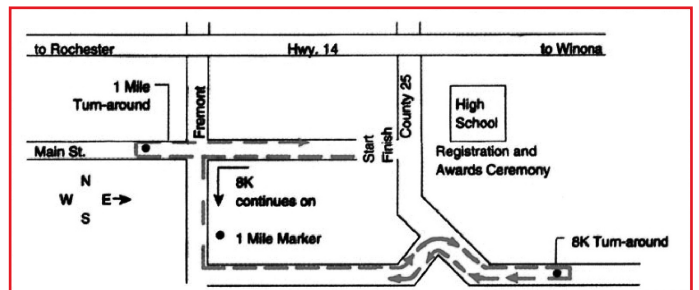 to Rochester
Hwy. 14
to Winona
1 Mile
Turn-around
Fremont
County 25
High
School
Start
Finish
Registration and
Awards Ceremony
Main St.
N
W E
S
8K
continues on
1 Mile Marker
8K Turn-around